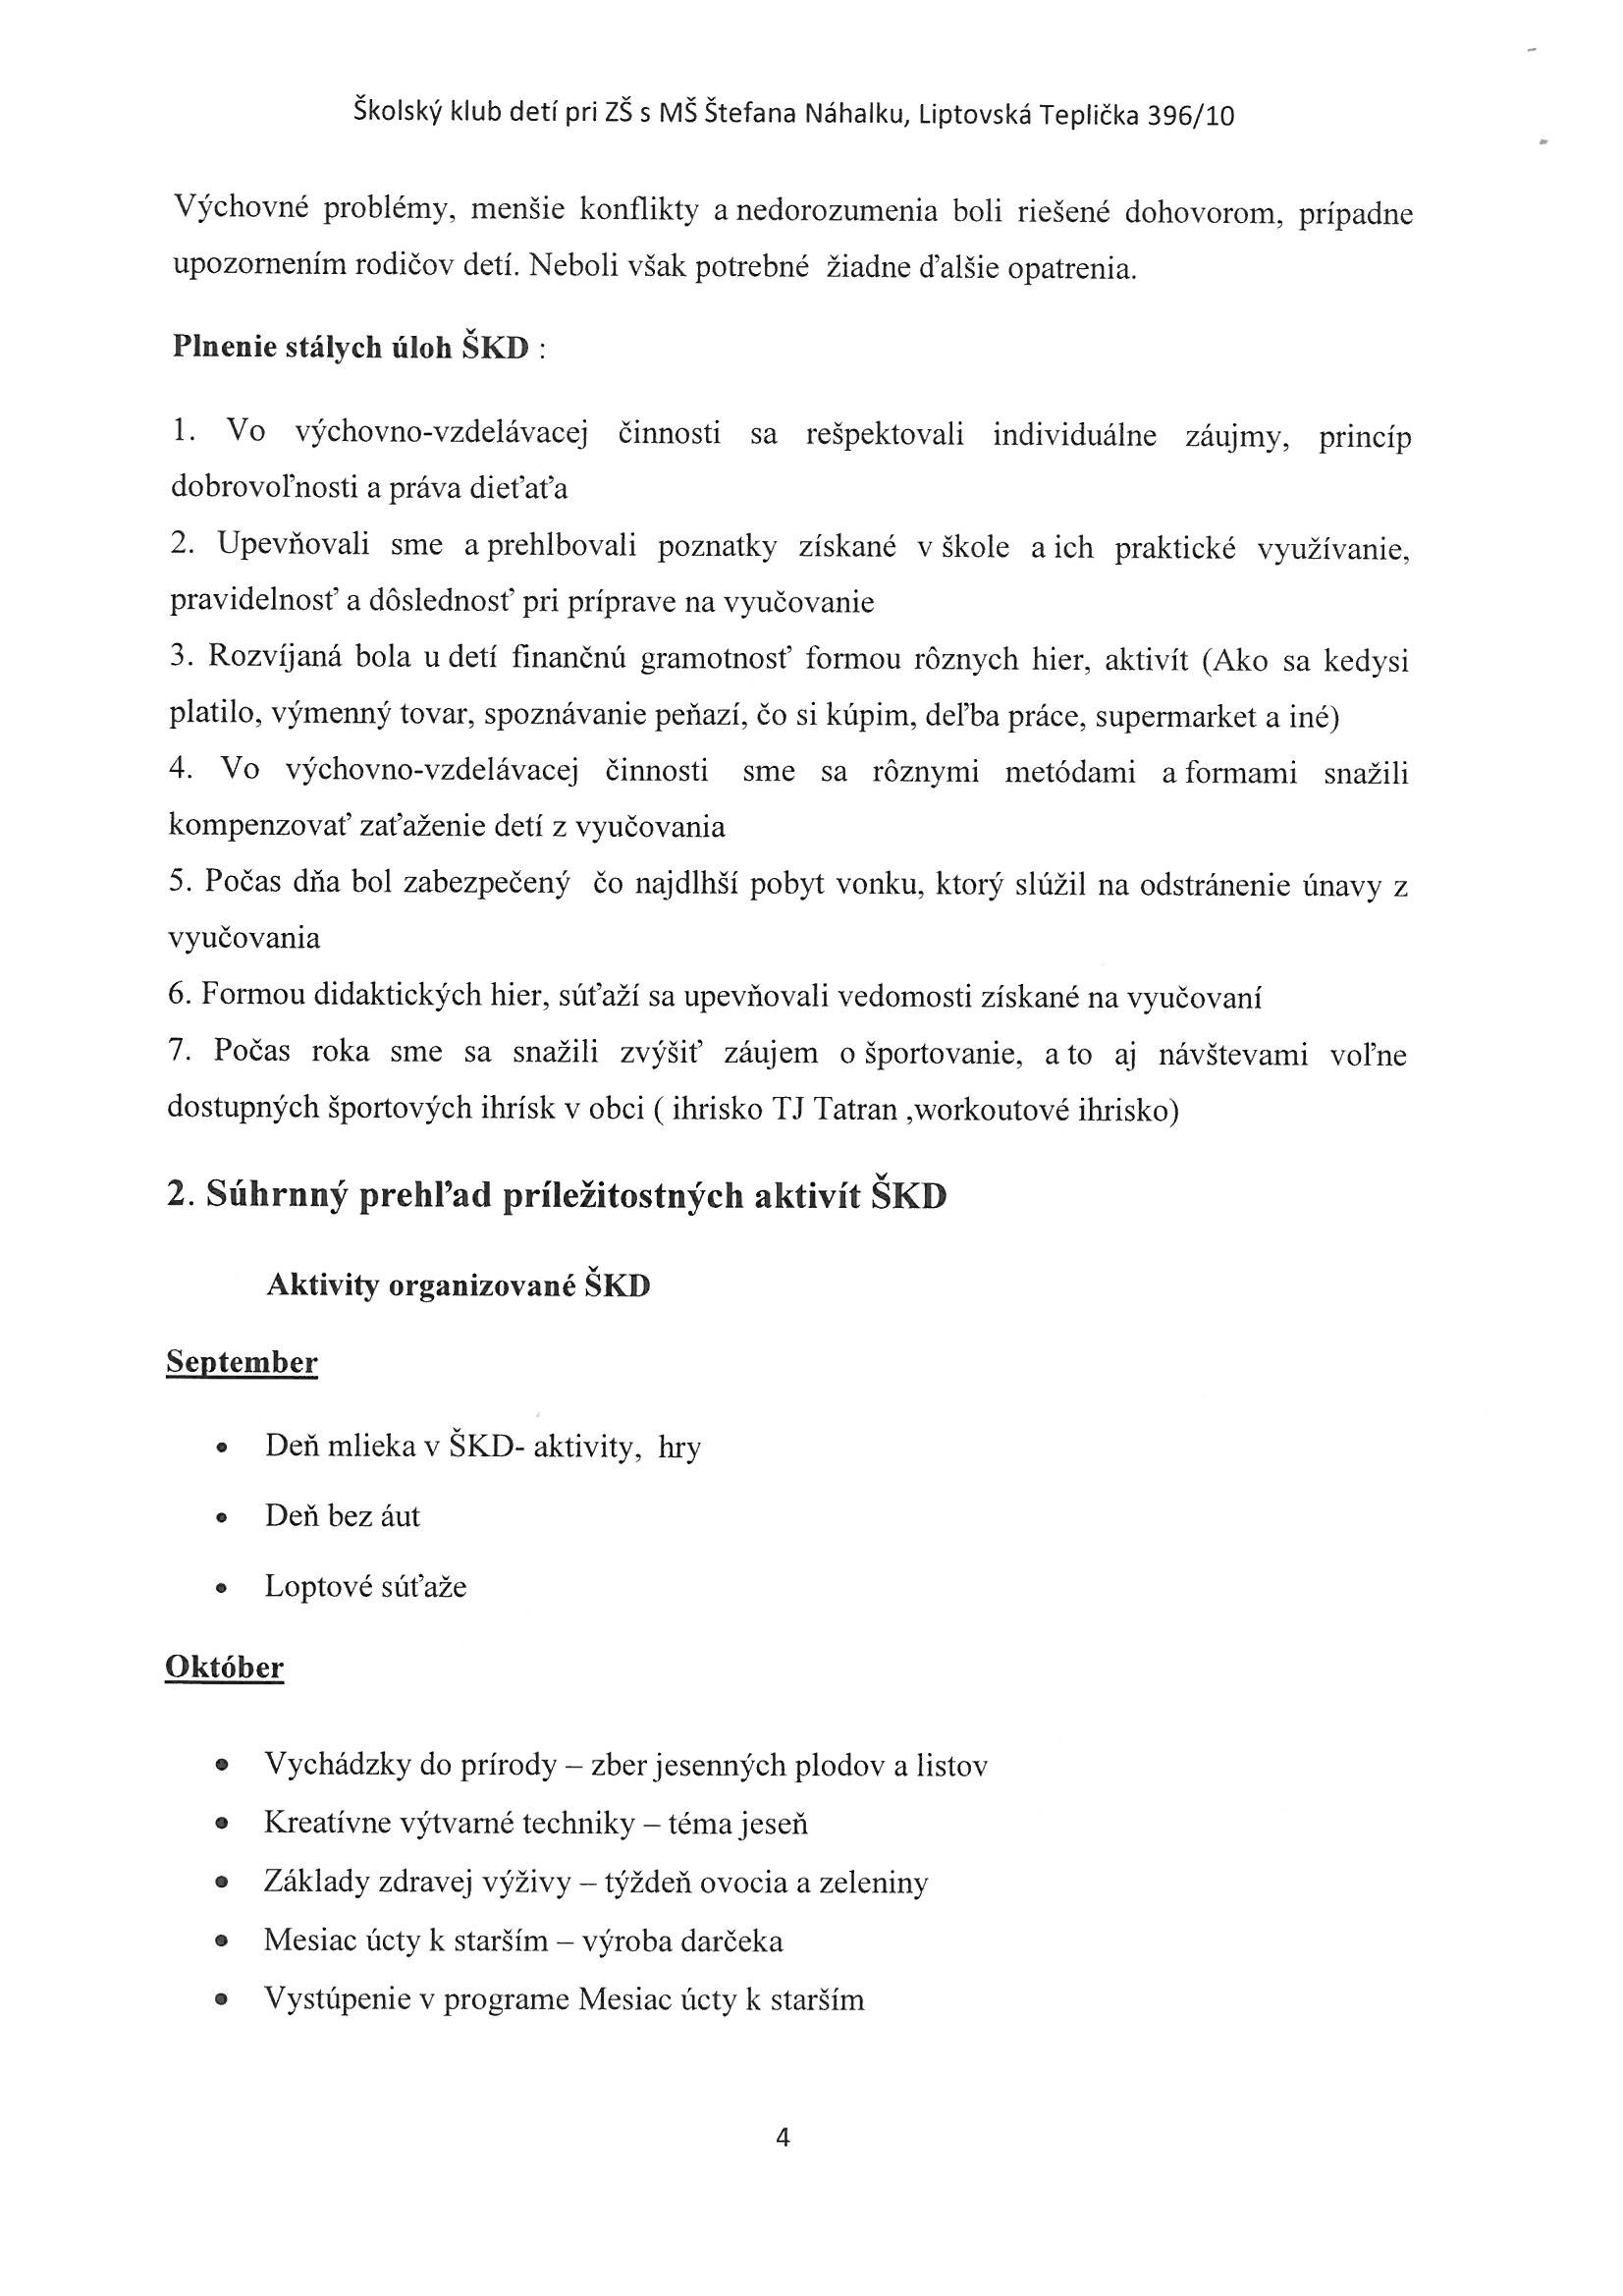 Školský klub detí pri ZŠ s MŠ Štefana Náhalku, Liptovská Teplička 396/10
Výchovné problémy, menšie konflikty a nedorozumenia boli riešené dohovorom, prípadne
upozornením rodičov detí. Neboli však potrebné žiadne ďalšie opatrenia.
Plnenie stálych úloh ŠKD :
1. Vo výchovno-vzdelávacej činnosti sa rešpektovali individuálne záujmy, princíp
dobrovoľnosti a práva dieťaťa
2. Upevňovali sme a prehlbovali poznatky získané v škole a ich praktické využívanie,
pravidelnosť a dôslednosť pri príprave na vyučovanie
3. Rozvíjaná bola u detí finančnú gramotnosť formou rôznych hier, aktivít (Ako sa kedysi
platilo, výmenný tovar, spoznávanie peňazí, čo si kúpim, deľba práce, supermarket a iné)
4. Vo výchovno-vzdelávacej činnosti sme sa rôznymi metódami a formami snažili
kompenzovať zaťaženie detí z vyučovania
5. Počas dňa bol zabezpečený čo najdlhší pobyt vonku, ktorý slúžil na odstránenie únavy z
vyučovania
6. Formou didaktických hier, súťaží sa upevňovali vedomosti získané na vyučovaní
7. Počas roka sme sa snažili zvýšiť záujem o športovanie, a to aj návštevami voľne
dostupných športových ihrísk v obci ( ihrisko TJ Tatran ,workoutové ihrisko)
2. Súhrnný prehľad príležitostných aktivít ŠKD
Aktivity organizované ŠKD
September
• Deň mlieka v ŠKD- aktivity, hry
• Deň bez áut
• Loptové súťaže
Október
• Vychádzky do prírody – zber jesenných plodov a listov
• Kreatívne výtvarné techniky – téma jeseň
• Základy zdravej výživy – týždeň ovocia a zeleniny
• Mesiac úcty k starším – výroba darčeka
• Vystúpenie v programe Mesiac úcty k starším
4